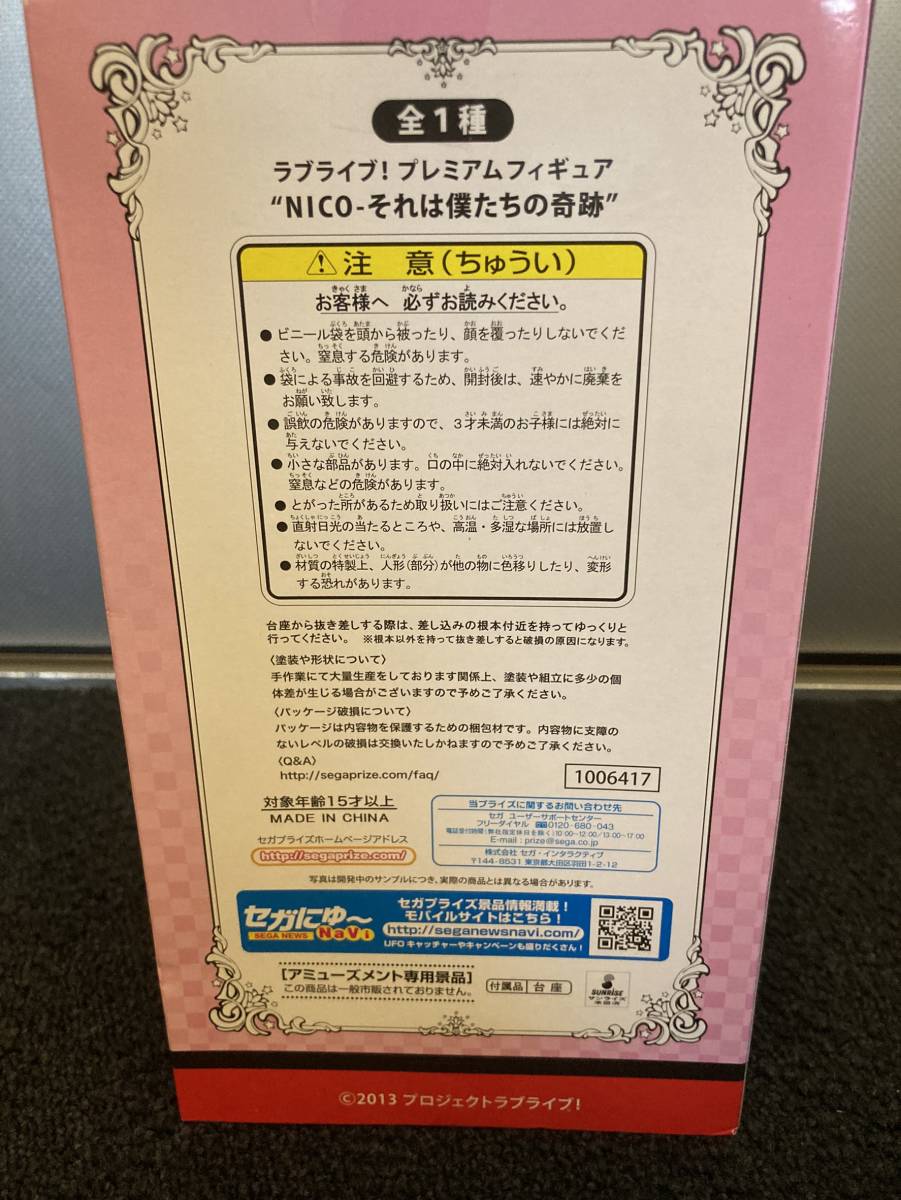 全1種
ラブライブ！プレミアムフィギュア
“NICO-それは僕たちの奇跡”
⚠注　意（ちゅうい）
お客様へ 必ずお読みください。
●ビニール袋を頭から被ったり、顔を覆ったりしないでくだ
さい。窒息する危険があります。
●袋による事故を回避するため、開封後は、速やかに廃棄を
お願い致します。
●誤飲の危険がありますので、3才未満のお子様には絶対に
与えないでください。
●小さな部品があります。口の中に絶対入れないでください。
窒息などの危険があります。
●とがった所があるため取り扱いにはご注意ください。
●直射日光の当たるところや、高温・多湿な場所には放置し
ないでください。
●材質の特製上、人形（部分）が他の物に色移りしたり、変形
する恐れがあります。
台座から抜き差しする際は、差し込みの根本付近を持ってゆっくりと
行ってください。 ※根本以外を持って抜き差しすると破損の原因になります。
〈塗装や形状について〉
手作業にて大量生産をしております関係上、塗装や組立に多少の個
体差が生じる場合がございますので予めご了承ください。
〈パッケージ破損について〉
パッケージは内容物を保護するための梱包材です。内容物に支障の
ないレベルの破損は交換いたしかねますので予めご了承ください。
〈Q&A〉
http://segaprize.com/faq/
1006417
対象年齢15才以上
MADE IN CHINA
セガプライズホームページアドレス
http://segaprize.com/
当プライズに関するお問い合わせ先
セガ ユーザーサポートセンター
フリーダイヤル 0120-680-043
電話受付時間(弊社指定休日を除く)10:00~12:00/13:00~17:00
E-mail : prize@sega.co.jp
株式会社 セガ・インタラクティブ
〒144-8531 東京都大田区羽田1-2-12
写真は開発中のサンプルにつき、実際の商品とは異なる場合があります。
セガにゅ〜
SEGA NEWS NaVi
セガプライズ景品情報満載！
モバイルサイトはこちら！
http://seganewsnavi.com/
UFOキャッチャーやキャンペーンも盛りだくさん！
［アミューズメント専用景品］
この商品は一般市販されておりません。
付属品 台座
SUNRISE
サンライズ
©2013 プロジェクトラブライブ！